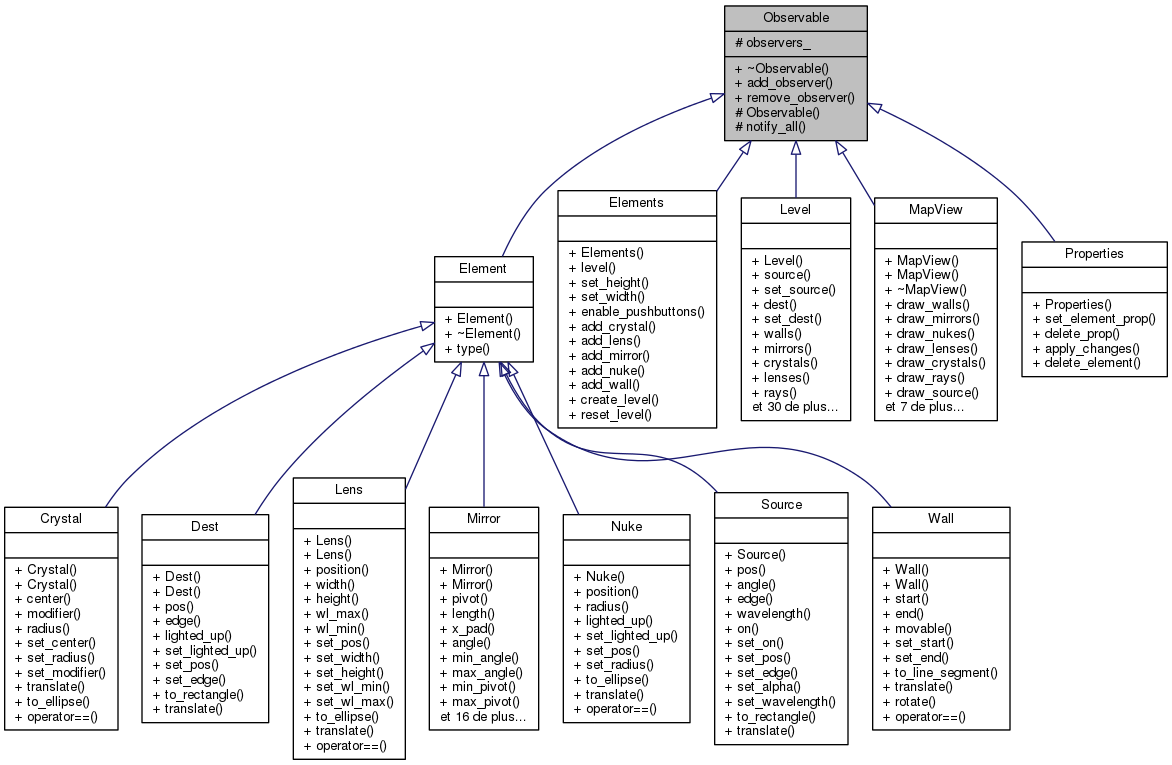 Observable
# observers_
+ ~Observable()
+ add_observer()
+ remove_observer()
# Observable()
# notify_all()
Element
+ Element()
+ ~Element()
+ type()
Elements
+ Elements()
+ level()
+ set_height()
+ set_width()
+ enable_pushbuttons()
+ add_crystal()
+ add_lens()
+ add_mirror()
+ add_nuke()
+ add_wall()
+ create_level()
+ reset_level()
Level
+ Level()
+ source()
+ set_source()
+ dest()
+ set_dest()
+ walls()
+ mirrors()
+ crystals()
+ lenses()
+ rays()
et 30 de plus...
MapView
+ MapView()
+ MapView()
+ ~MapView()
+ draw_walls()
+ draw_mirrors()
+ draw_nukes()
+ draw_lenses()
+ draw_crystals()
+ draw_rays()
+ draw_source()
et 7 de plus...
Properties
+ Properties()
+ set_element_prop()
+ delete_prop()
+ apply_changes()
+ delete_element()
Crystal
+ Crystal()
+ Crystal()
+ center()
+ modifier()
+ radius()
+ set_center()
+ set_radius()
+ set_modifier()
+ translate()
+ to_ellipse()
+ operator==()
Dest
+ Dest()
+ Dest()
+ pos()
+ edge()
+ lighted_up()
+ set_lighted_up()
+ set_pos()
+ set_edge()
+ to_rectangle()
+ translate()
Lens
+ Lens()
+ Lens()
+ position()
+ width()
+ height()
+ wl_max()
+ wl_min()
+ set_pos()
+ set_width()
+ set_height()
+ set_wl_min()
+ set_wl_max()
+ to_ellipse()
+ translate()
+ operator==()
Mirror
+ Mirror()
+ Mirror()
+ pivot()
+ length()
+ x_pad()
+ angle()
+ min_angle()
+ max_angle()
+ min_pivot()
+ max_pivot()
et 16 de plus...
Nuke
+ Nuke()
+ position()
+ radius()
+ lighted_up()
+ set_lighted_up()
+ set_pos()
+ set_radius()
+ to_ellipse()
+ translate()
+ operator==()
Source
+ Source()
+ pos()
+ angle()
+ edge()
+ wavelength()
+ on()
+ set_on()
+ set_pos()
+ set_edge()
+ set_alpha()
+ set_wavelength()
+ to_rectangle()
+ translate()
Wall
+ Wall()
+ Wall()
+ start()
+ end()
+ movable()
+ set_start()
+ set_end()
+ to_line_segment()
+ translate()
+ rotate()
+ operator==()